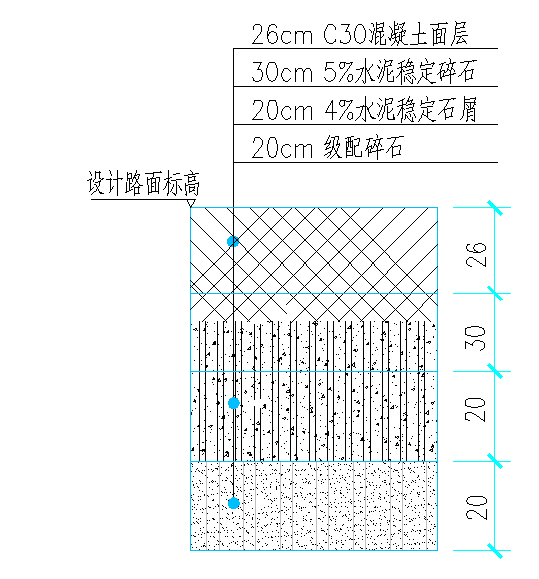 26cm C30混凝土面层
30cm 5%水泥稳定碎石
20cm 4%水泥稳定石屑
20cm 级配碎石
设计路面标高
26
30
20
20